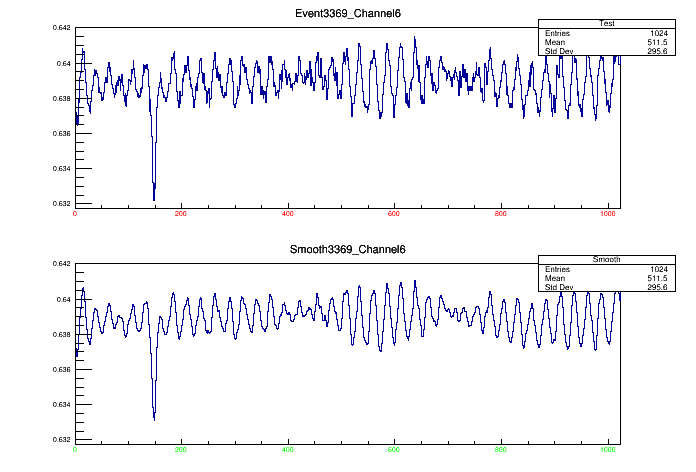 Event3369_Channel6
Test
Entries 1024
Mean 511.5
Std Dev 295.6
0.642
0.64
0.638
0.636
0.634
0.632
0 200 400 600 800 1000
Smooth3369_Channel6
Smooth
Entries 1024
Mean 511.5
Std Dev 295.6
0.642
0.64
0.638
0.636
0.634
0.632
0 200 400 600 800 1000